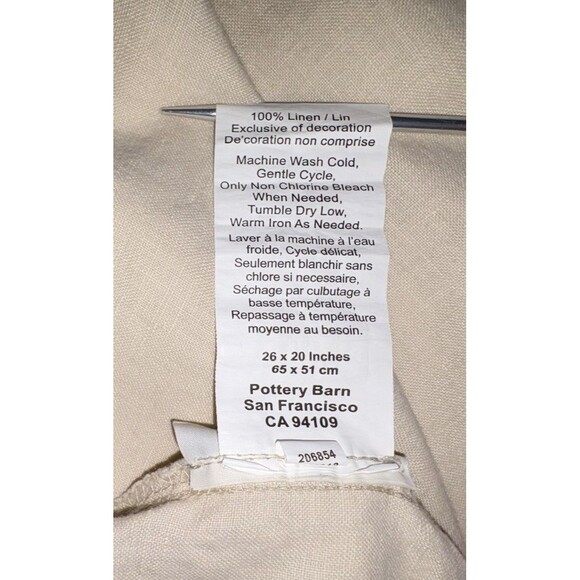 100% Linen / Lin
Exclusive of decoration
De'coration non comprise
Machine Wash Cold,
Gentle Cycle,
Only Non Chlorine Bleach
When Needed,
Tumble Dry Low,
Warm Iron As Needed.
Laver à la machine à l'eau
froide, Cycle délicat,
Seulement blanchir sans
chlore si necessaire,
Séchage par culbutage à
basse température,
Repassage à température
moyenne au besoin.
26 x 20 Inches
65 x 51 cm
Pottery Barn
San Francisco
CA 94109
206854